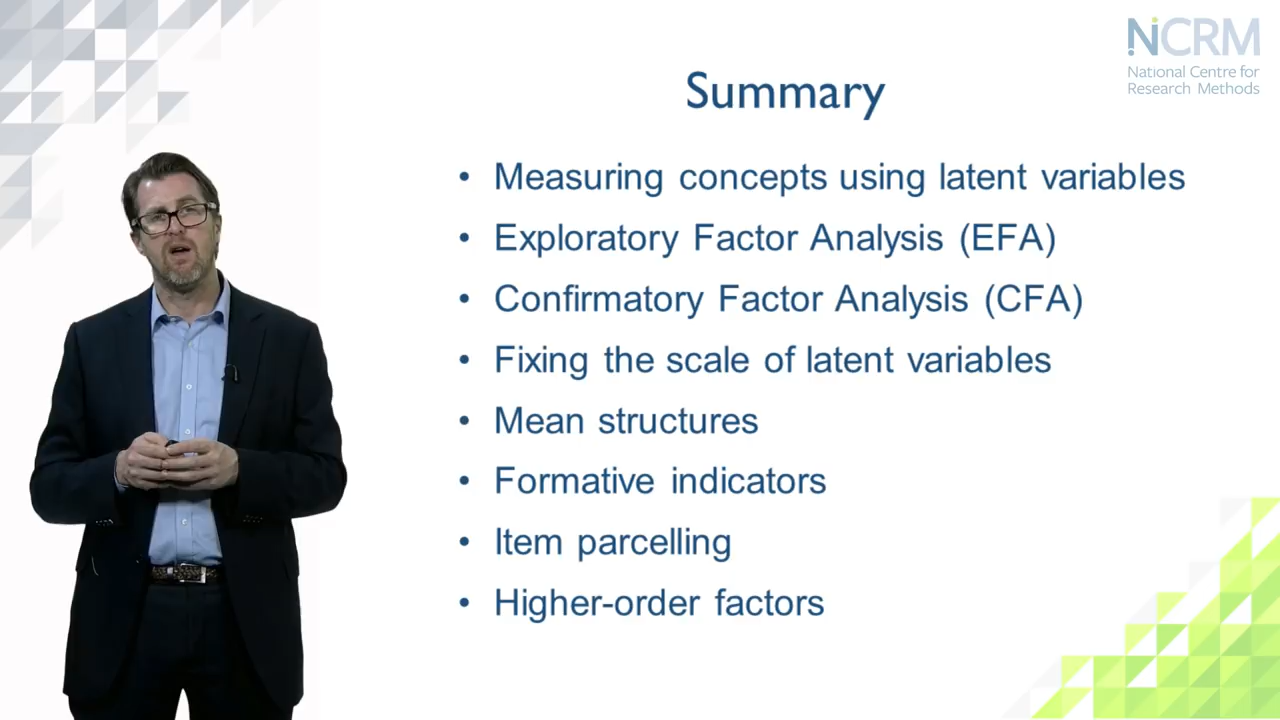 NCRM
National Centre for
Research Methods
Summary
• Measuring concepts using latent variables
• Exploratory Factor Analysis (EFA)
• Confirmatory Factor Analysis (CFA)
• Fixing the scale of latent variables
• Mean structures
• Formative indicators
• Item parcelling
• Higher-order factors